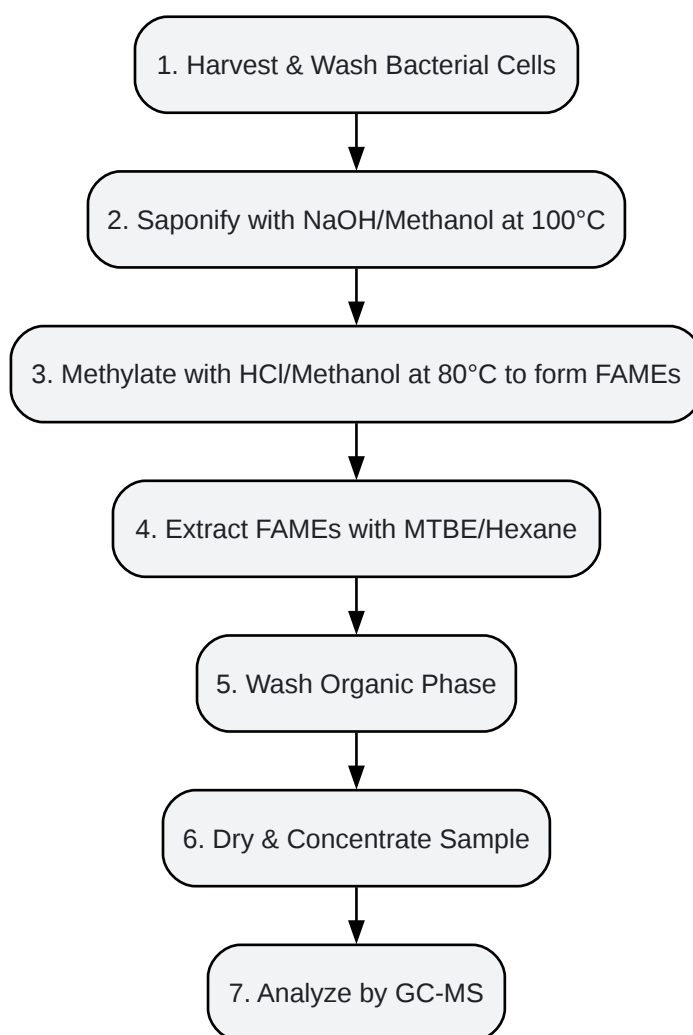 1. Harvest & Wash Bacterial Cells
2. Saponify with NaOH/Methanol at 100°C
3. Methylate with HCl/Methanol at 80°C to form FAMEs
4. Extract FAMEs with MTBE/Hexane
5. Wash Organic Phase
6. Dry & Concentrate Sample
7. Analyze by GC-MS